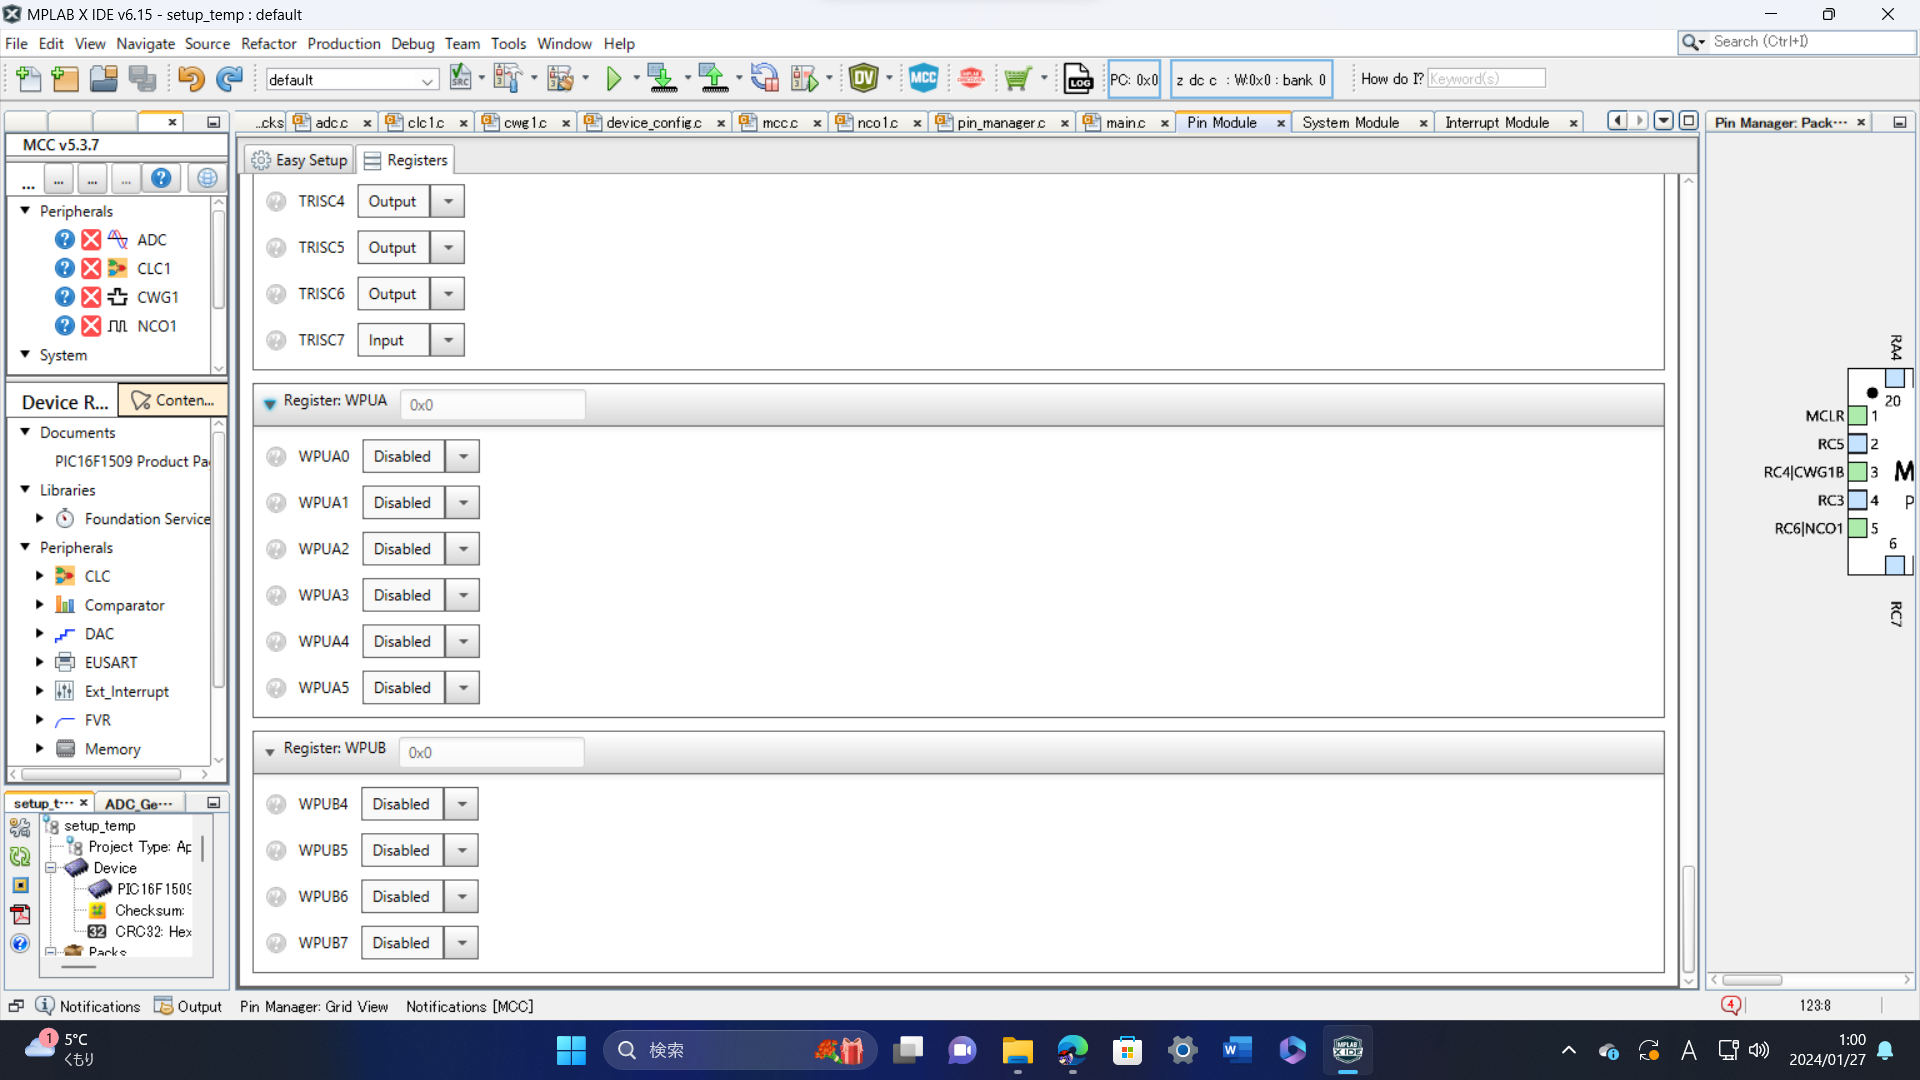 MPLAB X IDE v6.15 - setup_temp : default
File Edit View Navigate Source Refactor Production Debug Team Tools Window Help
Search (Ctrl+I)
default
SRC
DV
MCC
LOG
PC: 0x0
z dc c : W:0x0 : bank 0
How do I?
Keyword(s)
...cks
adc.c
clc1.c
cwg1.c
device_config.c
mcc.c
nco1.c
pin_manager.c
main.c
Pin Module
System Module
Interrupt Module
Pin Manager: Pack...
MCC v5.3.7
... ... ... ...
Peripherals
ADC
CLC1
CWG1
NCO1
System
Device R...
Conten...
Documents
PIC16F1509 Product Pa
Libraries
Foundation Service
Peripherals
CLC
Comparator
DAC
EUSART
Ext_Interrupt
FVR
Memory
setup_t...
ADC_Ge...
setup_temp
Project Type: Ap
Device
PIC16F1509
Checksum:
32 CRC32: Hex
Packs
Easy Setup
Registers
TRISC4 Output
TRISC5 Output
TRISC6 Output
TRISC7 Input
Register: WPUA 0x0
WPUA0 Disabled
WPUA1 Disabled
WPUA2 Disabled
WPUA3 Disabled
WPUA4 Disabled
WPUA5 Disabled
Register: WPUB 0x0
WPUB4 Disabled
WPUB5 Disabled
WPUB6 Disabled
WPUB7 Disabled
RA4
20
MCLR 1
RC5 2
RC4|CWG1B 3
M
RC3 4
P
RC6|NCO1 5
6
RC7
Notifications
Output
Pin Manager: Grid View
Notifications [MCC]
4
123:8
1
5°C
くもり
検索
A
1:00
2024/01/27